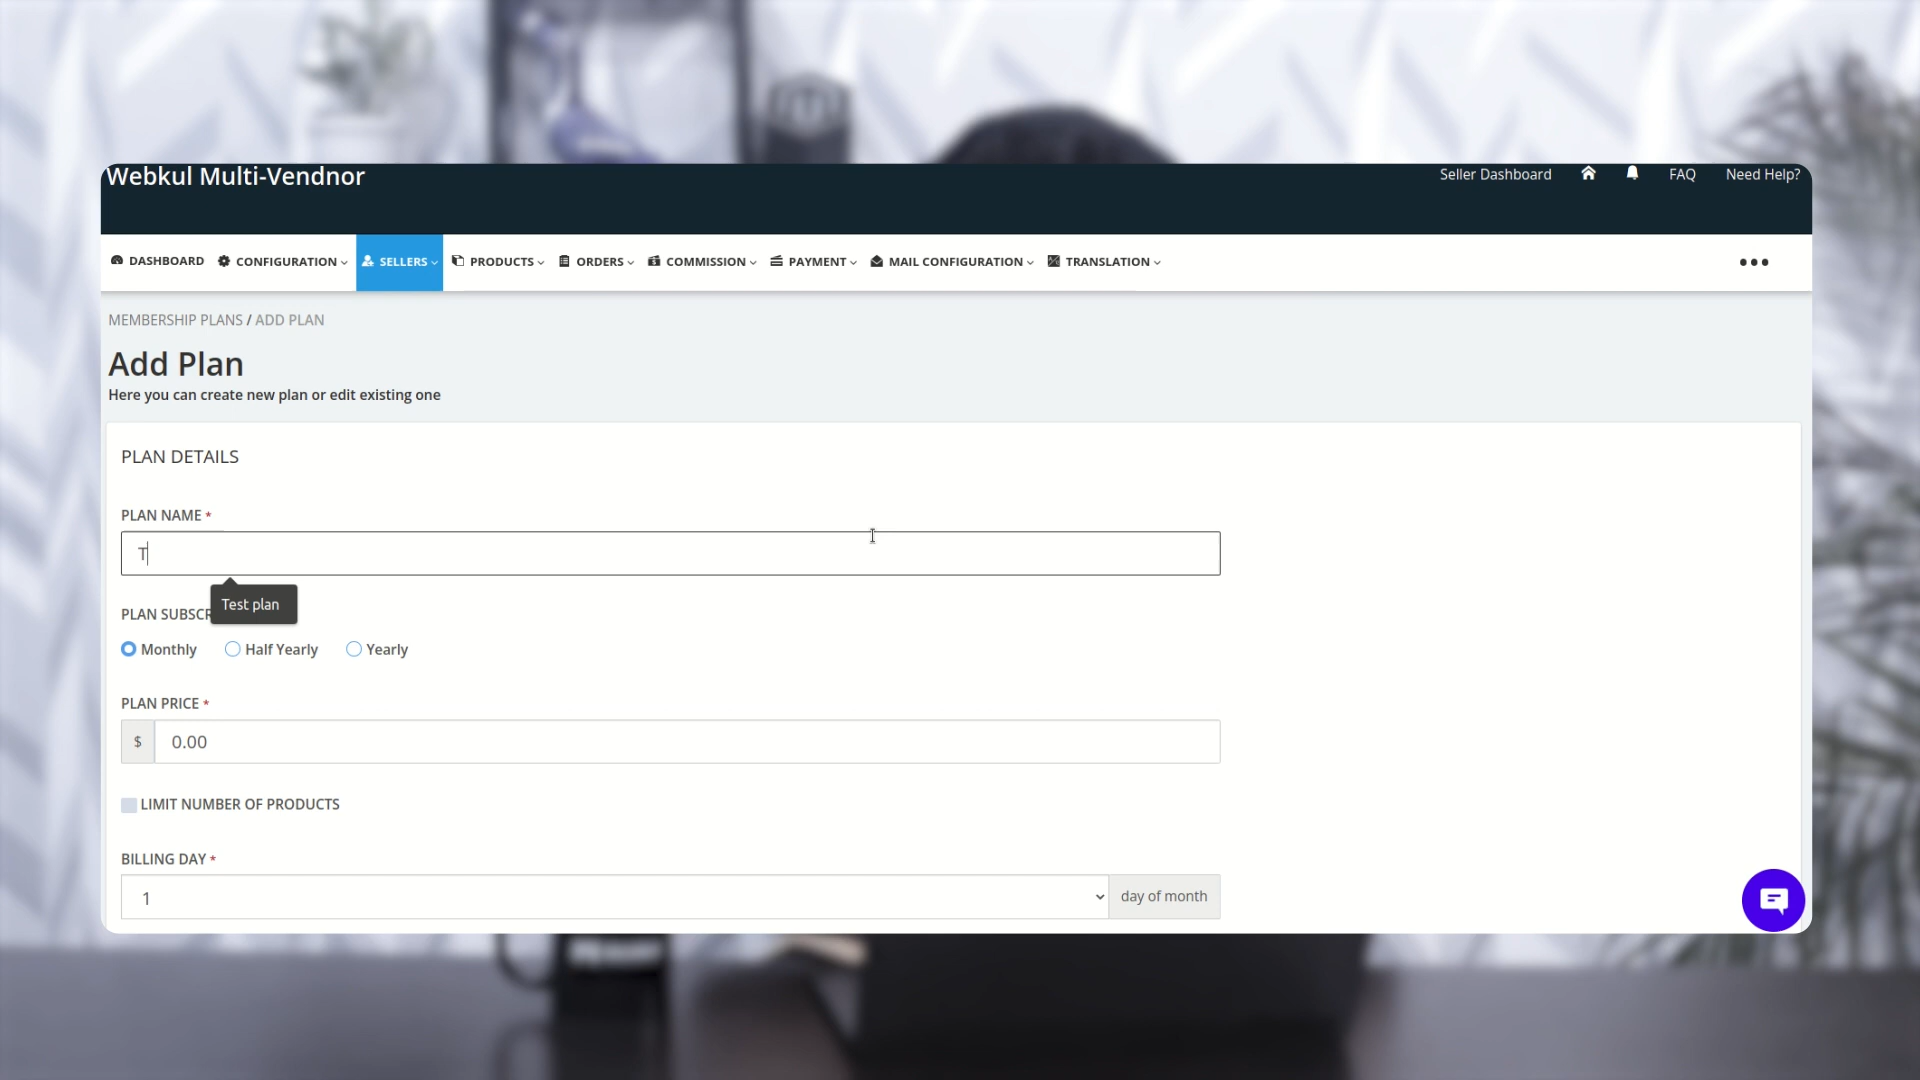 Webkul Multi-Vendnor
Seller Dashboard FAQ Need Help?
DASHBOARD CONFIGURATION SELLERS PRODUCTS ORDERS COMMISSION PAYMENT MAIL CONFIGURATION TRANSLATION
MEMBERSHIP PLANS / ADD PLAN
Add Plan
Here you can create new plan or edit existing one
PLAN DETAILS
PLAN NAME *
T
Test plan
PLAN SUBSCR
Monthly Half Yearly Yearly
PLAN PRICE *
$ 0.00
LIMIT NUMBER OF PRODUCTS
BILLING DAY *
1 day of month